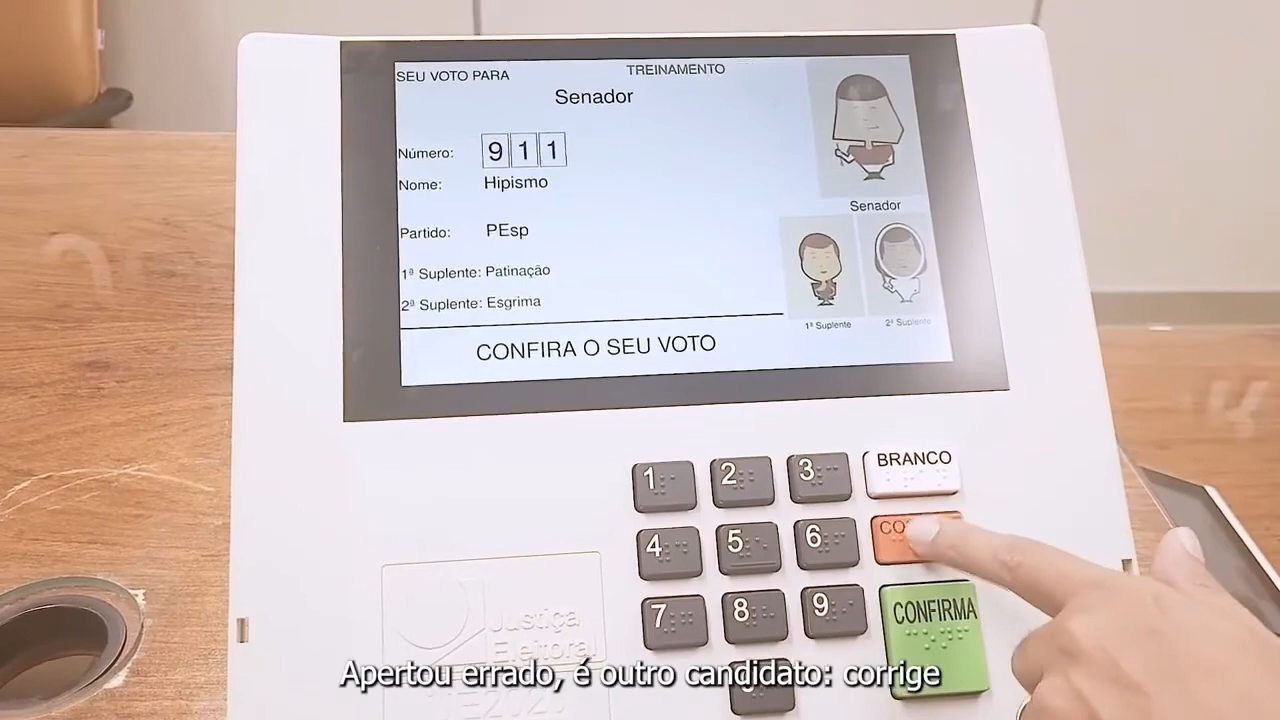 SEU VOTO PARA
TREINAMENTO
Senador
Número: 9 1 1
Nome: Hipismo
Partido: PEsp
1ª Suplente: Patinação
2ª Suplente: Esgrima
CONFIRA O SEU VOTO
Senador
1ª Suplente
2ª Suplente
1 2 3 BRANCO
4 5 6
7 8 9 CONFIRMA
Justiça
Eleitoral
Apertou errado, é outro candidato: corrige